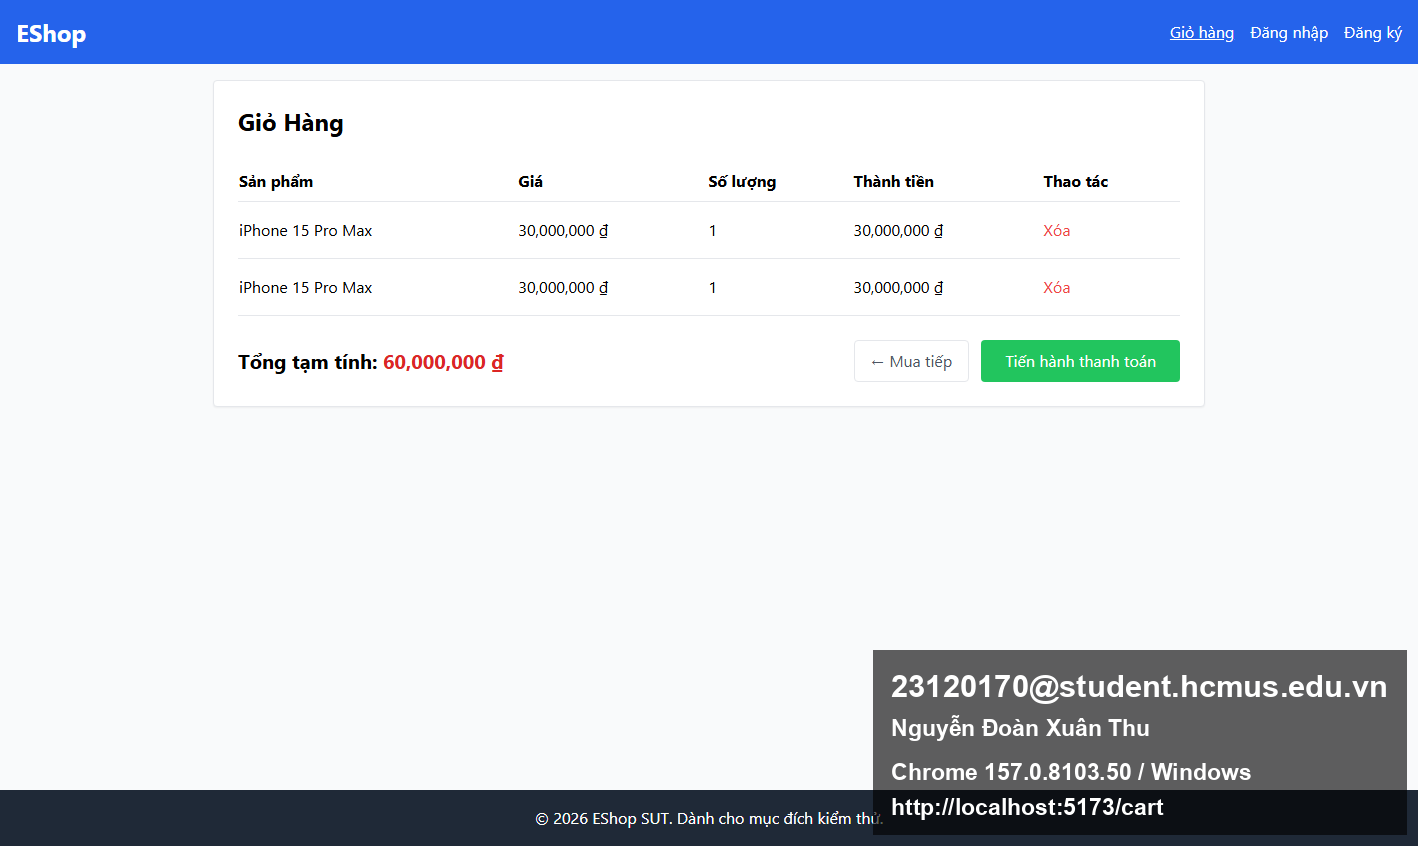 EShop
Giỏ hàng Đăng nhập Đăng ký
Giỏ Hàng
Sản phẩm Giá Số lượng Thành tiền Thao tác
iPhone 15 Pro Max 30,000,000 ₫ 1 30,000,000 ₫ Xóa
iPhone 15 Pro Max 30,000,000 ₫ 1 30,000,000 ₫ Xóa
Tổng tạm tính: 60,000,000 ₫ ← Mua tiếp Tiến hành thanh toán
23120170@student.hcmus.edu.vn
Nguyễn Đoàn Xuân Thu
Chrome 157.0.8103.50 / Windows
http://localhost:5173/cart
© 2026 EShop SUT. Dành cho mục đích kiểm thử.